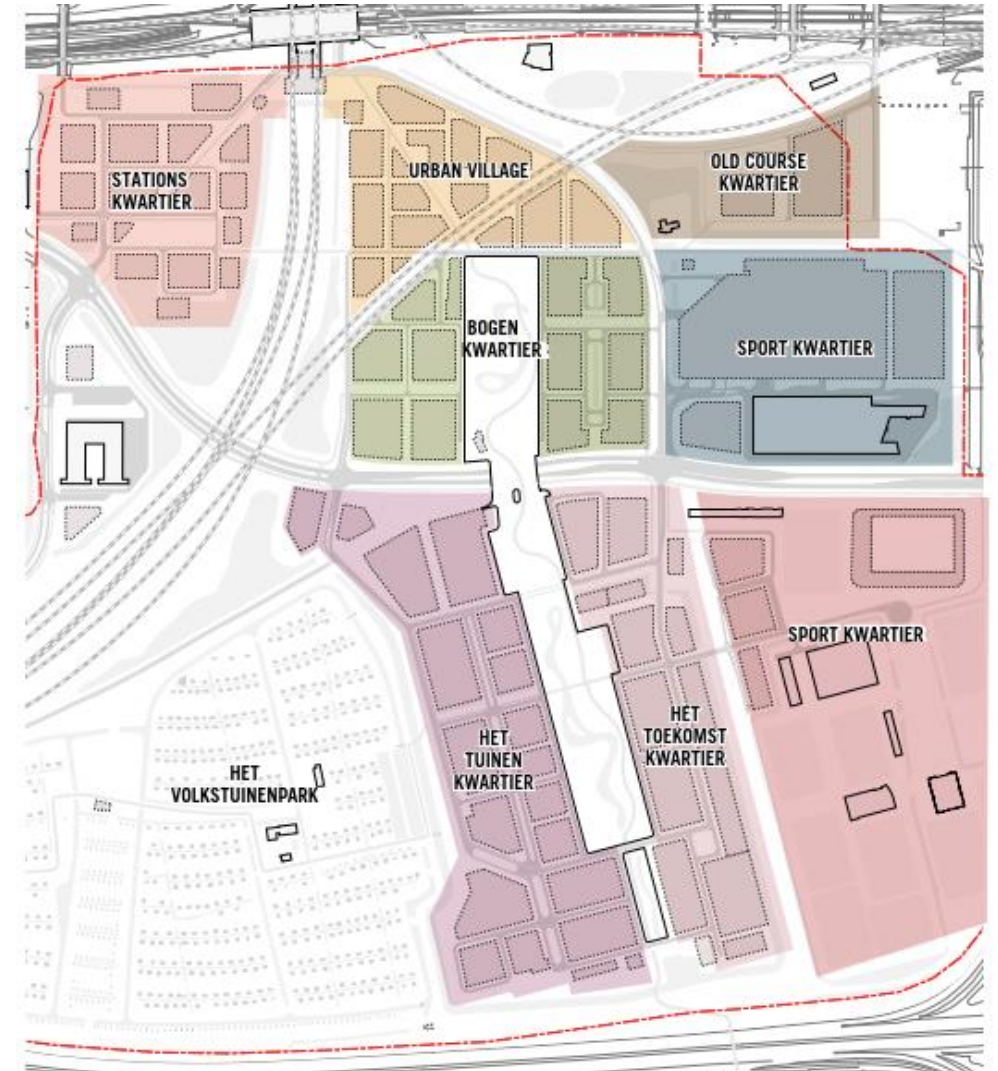 STATIONS
KWARTIER
URBAN VILLAGE
OLD COURSE
KWARTIER
BOGEN
KWARTIER
SPORT KWARTIER
SPORT KWARTIER
HET
TUINEN
KWARTIER
HET
TOEKOMST
KWARTIER
HET
VOLKSTUINENPARK